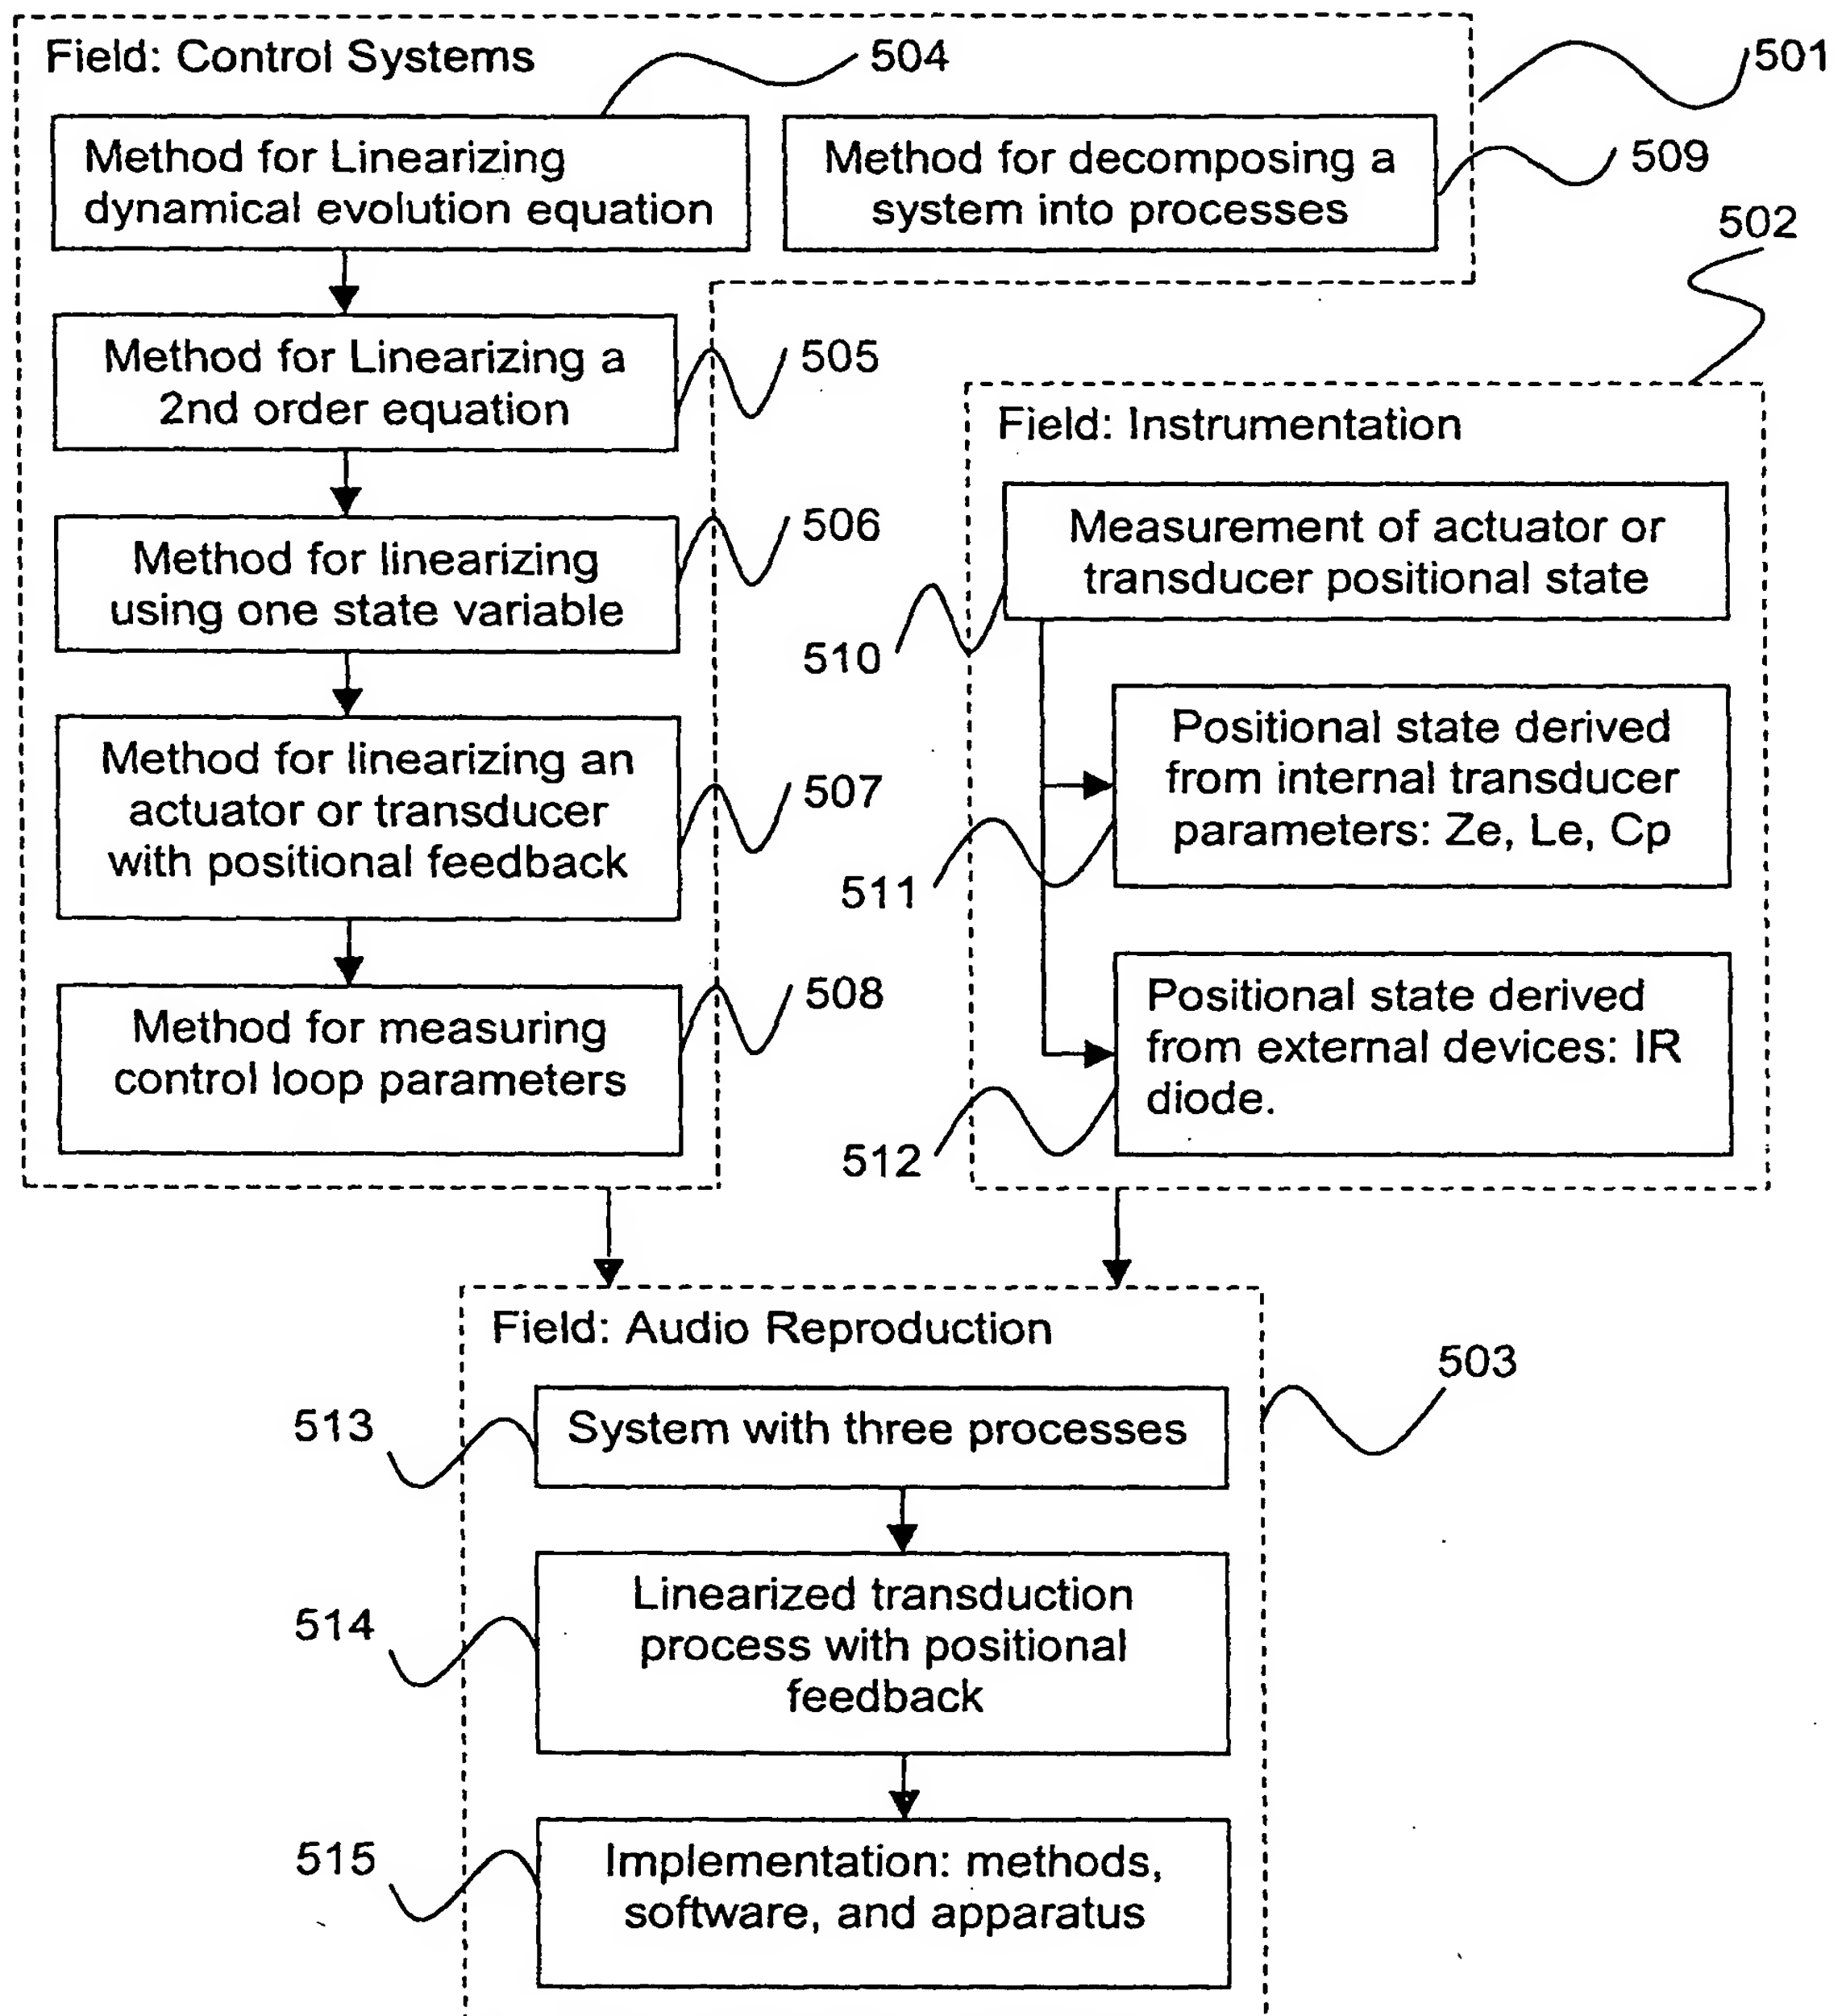 Field: Control Systems
504
501
Method for Linearizing
dynamical evolution equation
Method for decomposing a
system into processes
509
502
Method for Linearizing a
2nd order equation
505
Field: Instrumentation
Method for linearizing
using one state variable
506
Measurement of actuator or
transducer positional state
510
Method for linearizing an
actuator or transducer
with positional feedback
507
Positional state derived
from internal transducer
parameters: Ze, Le, Cp
511
Method for measuring
control loop parameters
508
Positional state derived
from external devices: IR
diode.
512
Field: Audio Reproduction
503
513
System with three processes
514
Linearized transduction
process with positional
feedback
515
Implementation: methods,
software, and apparatus